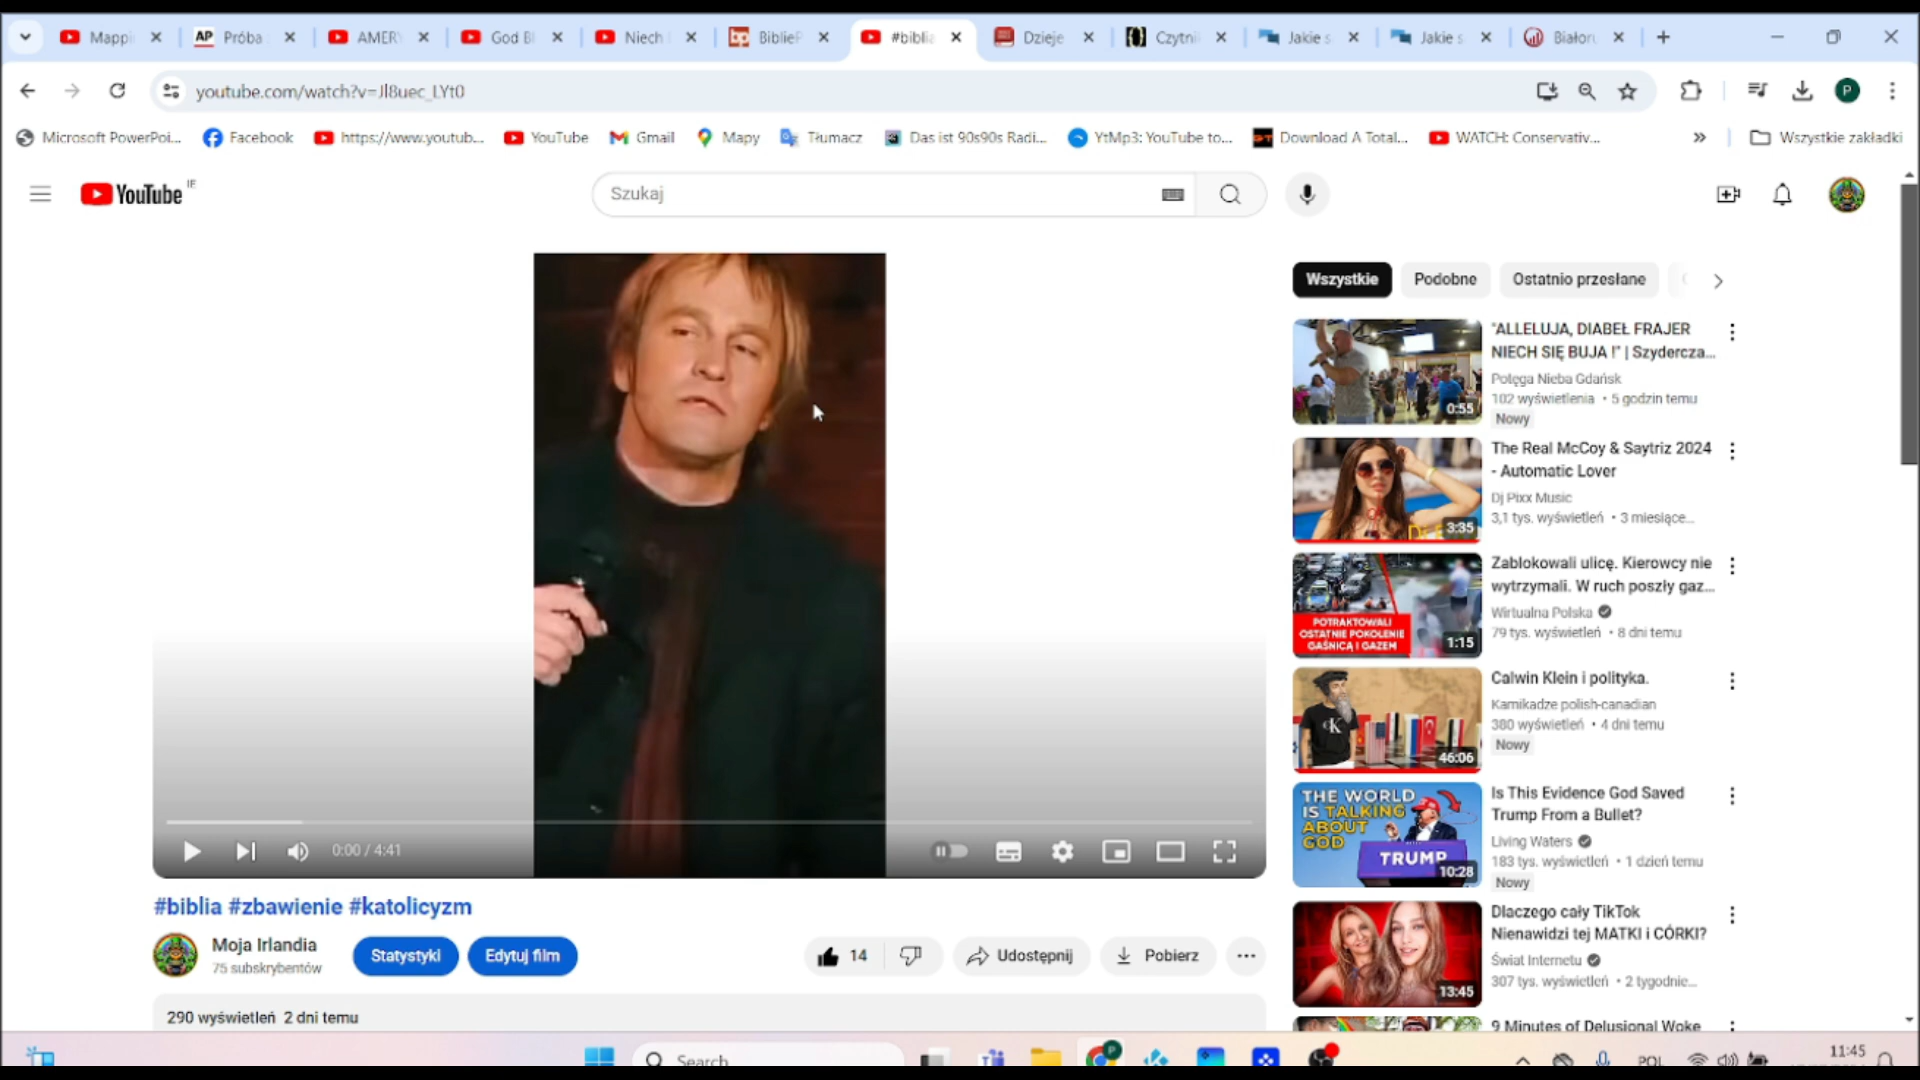 Mappi
Próba
AMER
God Bl
Niech
BiblieP
#biblia
Dzieje
Czytni
Jakie s
Jakie s
Białoru
youtube.com/watch?v=Jl8uec_LYt0
Microsoft PowerPoi...
Facebook
https://www.youtub...
YouTube
Gmail
Mapy
Tłumacz
Das ist 90s90s Radi...
YtMp3: YouTube to...
Download A Total...
WATCH: Conservativ...
Wszystkie zakładki
YouTube IE
Szukaj
Wszystkie
Podobne
Ostatnio przesłane
"ALLELUJA, DIABEŁ FRAJER
NIECH SIĘ BUJA !" | Szydercza...
Potęga Nieba Gdańsk
102 wyświetlenia • 5 godzin temu
Nowy
0:55
The Real McCoy & Saytriz 2024
- Automatic Lover
Dj Pixx Music
3,1 tys. wyświetleń • 3 miesiące...
3:35
Zablokowali ulicę. Kierowcy nie
wytrzymali. W ruch poszły gaz...
Wirtualna Polska
79 tys. wyświetleń • 8 dni temu
POTRAKTOWALI
OSTATNIE POKOLENIE
GAŚNICĄ I GAZEM
1:15
Calwin Klein i polityka.
Kamikadze polish-canadian
380 wyświetleń • 4 dni temu
Nowy
cK
46:06
Is This Evidence God Saved
Trump From a Bullet?
Living Waters
183 tys. wyświetleń • 1 dzień temu
Nowy
THE WORLD
IS TALKING
ABOUT
GOD
TRUMP
10:28
Dlaczego cały TikTok
Nienawidzi tej MATKI i CÓRKI?
Świat Internetu
307 tys. wyświetleń • 2 tygodnie...
13:45
9 Minutes of Delusional Woke
0:00 / 4:41
#biblia #zbawienie #katolicyzm
Moja Irlandia
75 subskrybentów
Statystyki
Edytuj film
14
Udostępnij
Pobierz
290 wyświetleń 2 dni temu
Search
POL
11:45